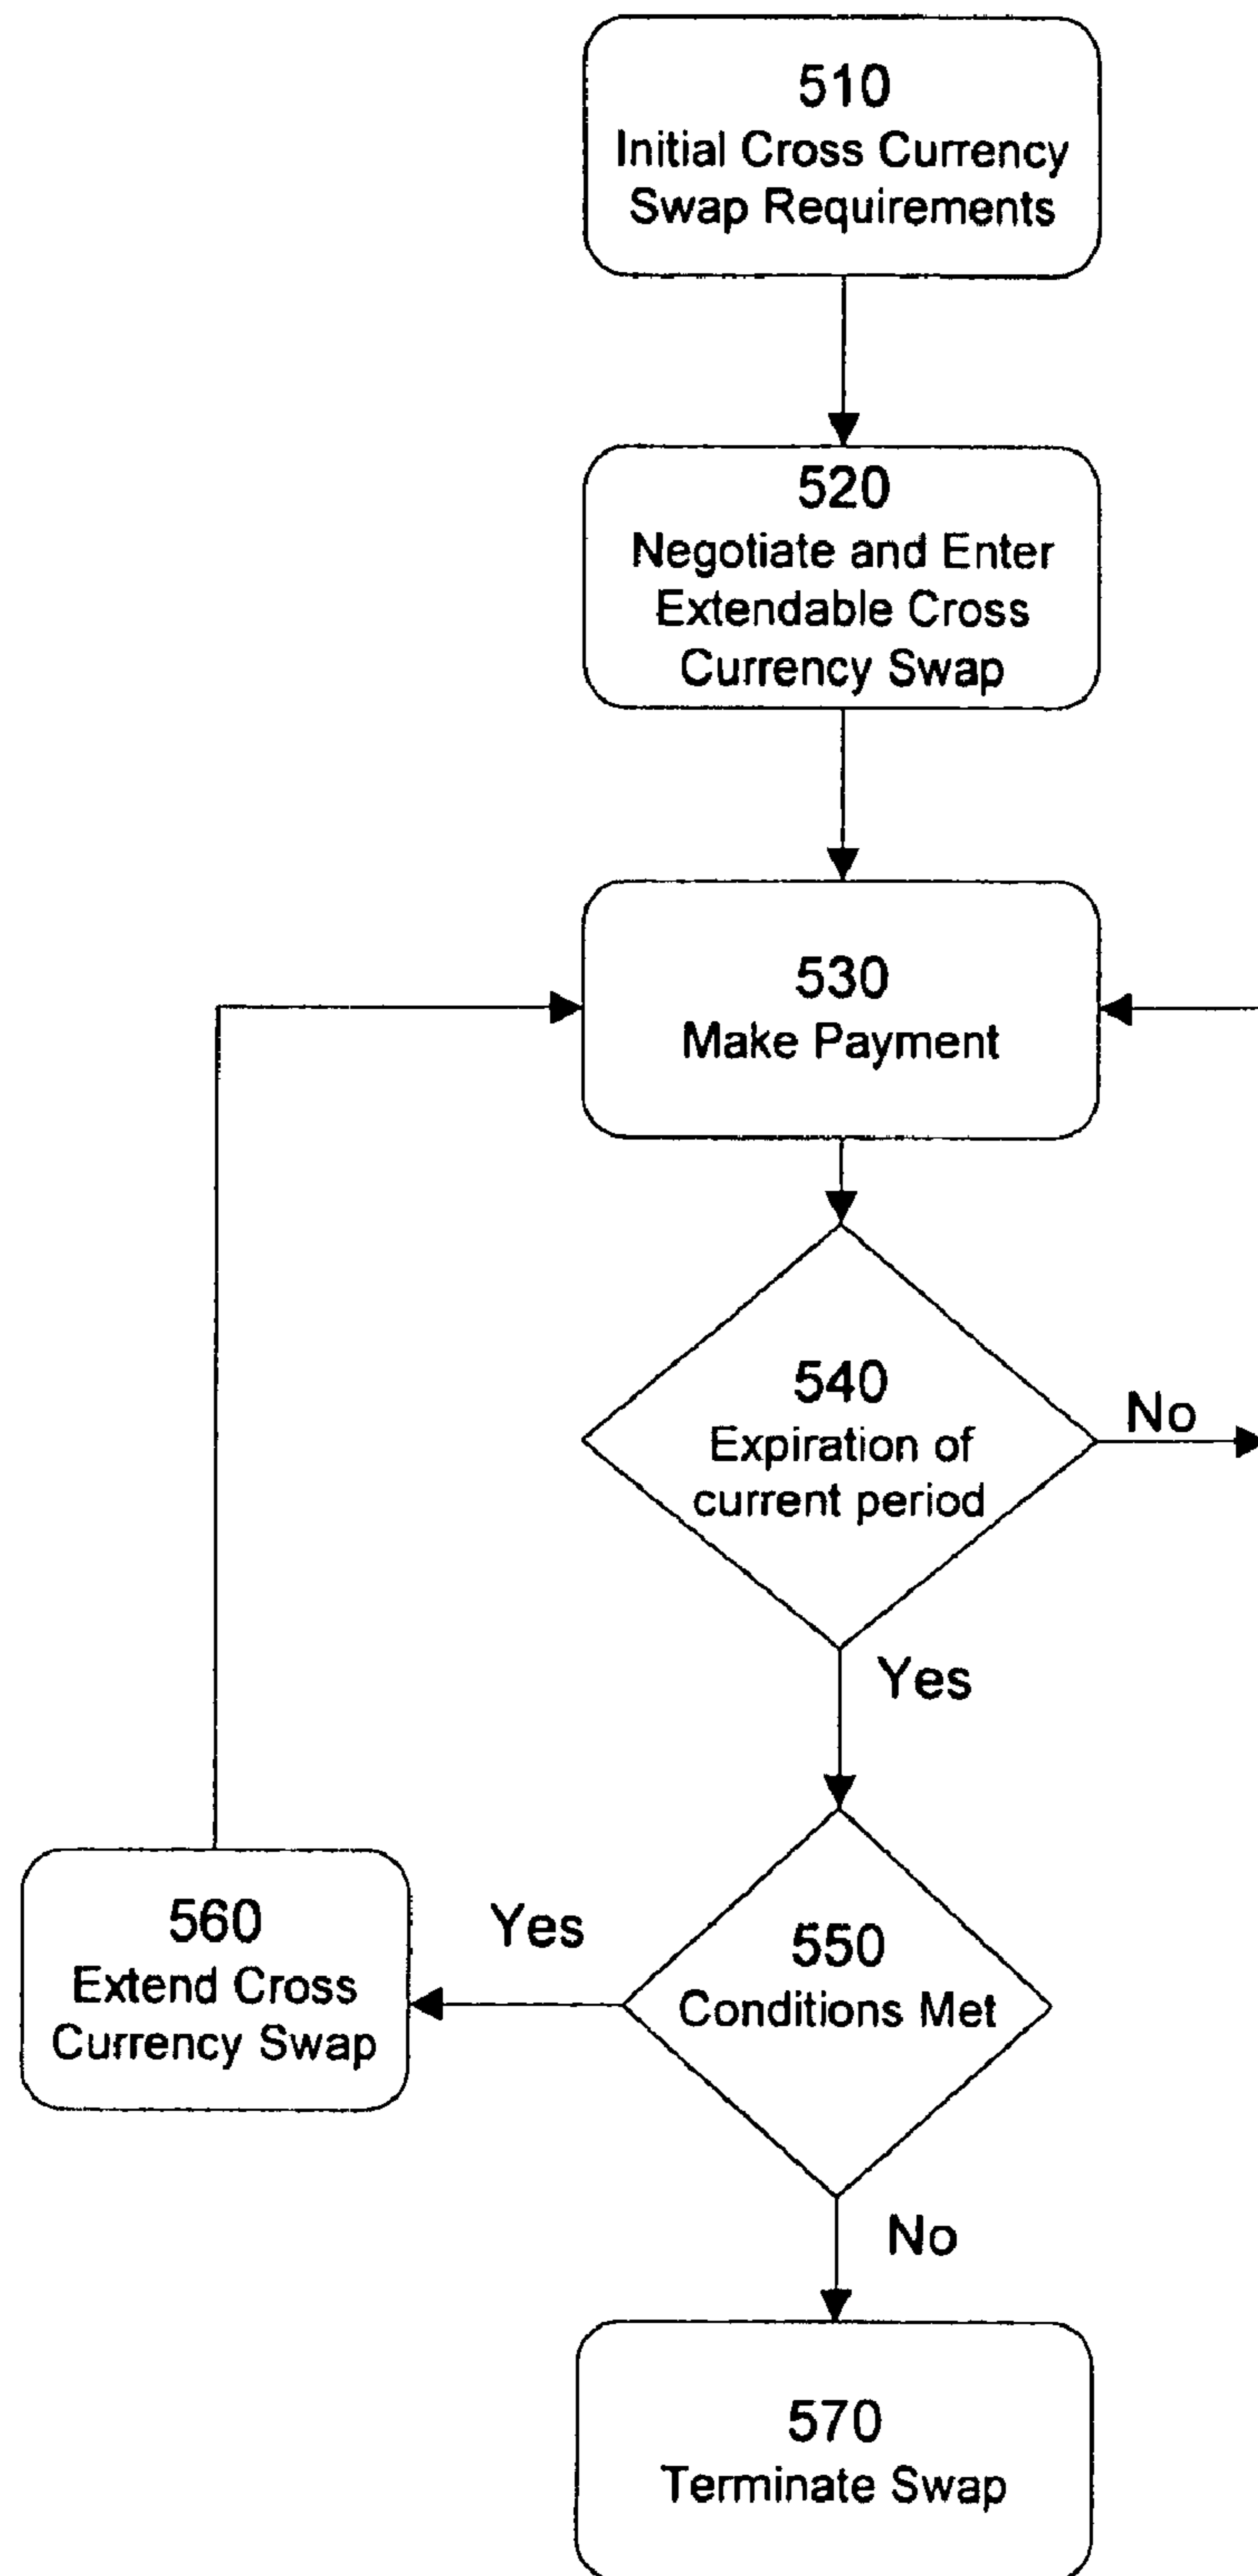 510
Initial Cross Currency
Swap Requirements
520
Negotiate and Enter
Extendable Cross
Currency Swap
530
Make Payment
540
Expiration of
current period
No
Yes
560
Extend Cross
Currency Swap
Yes
550
Conditions Met
No
570
Terminate Swap